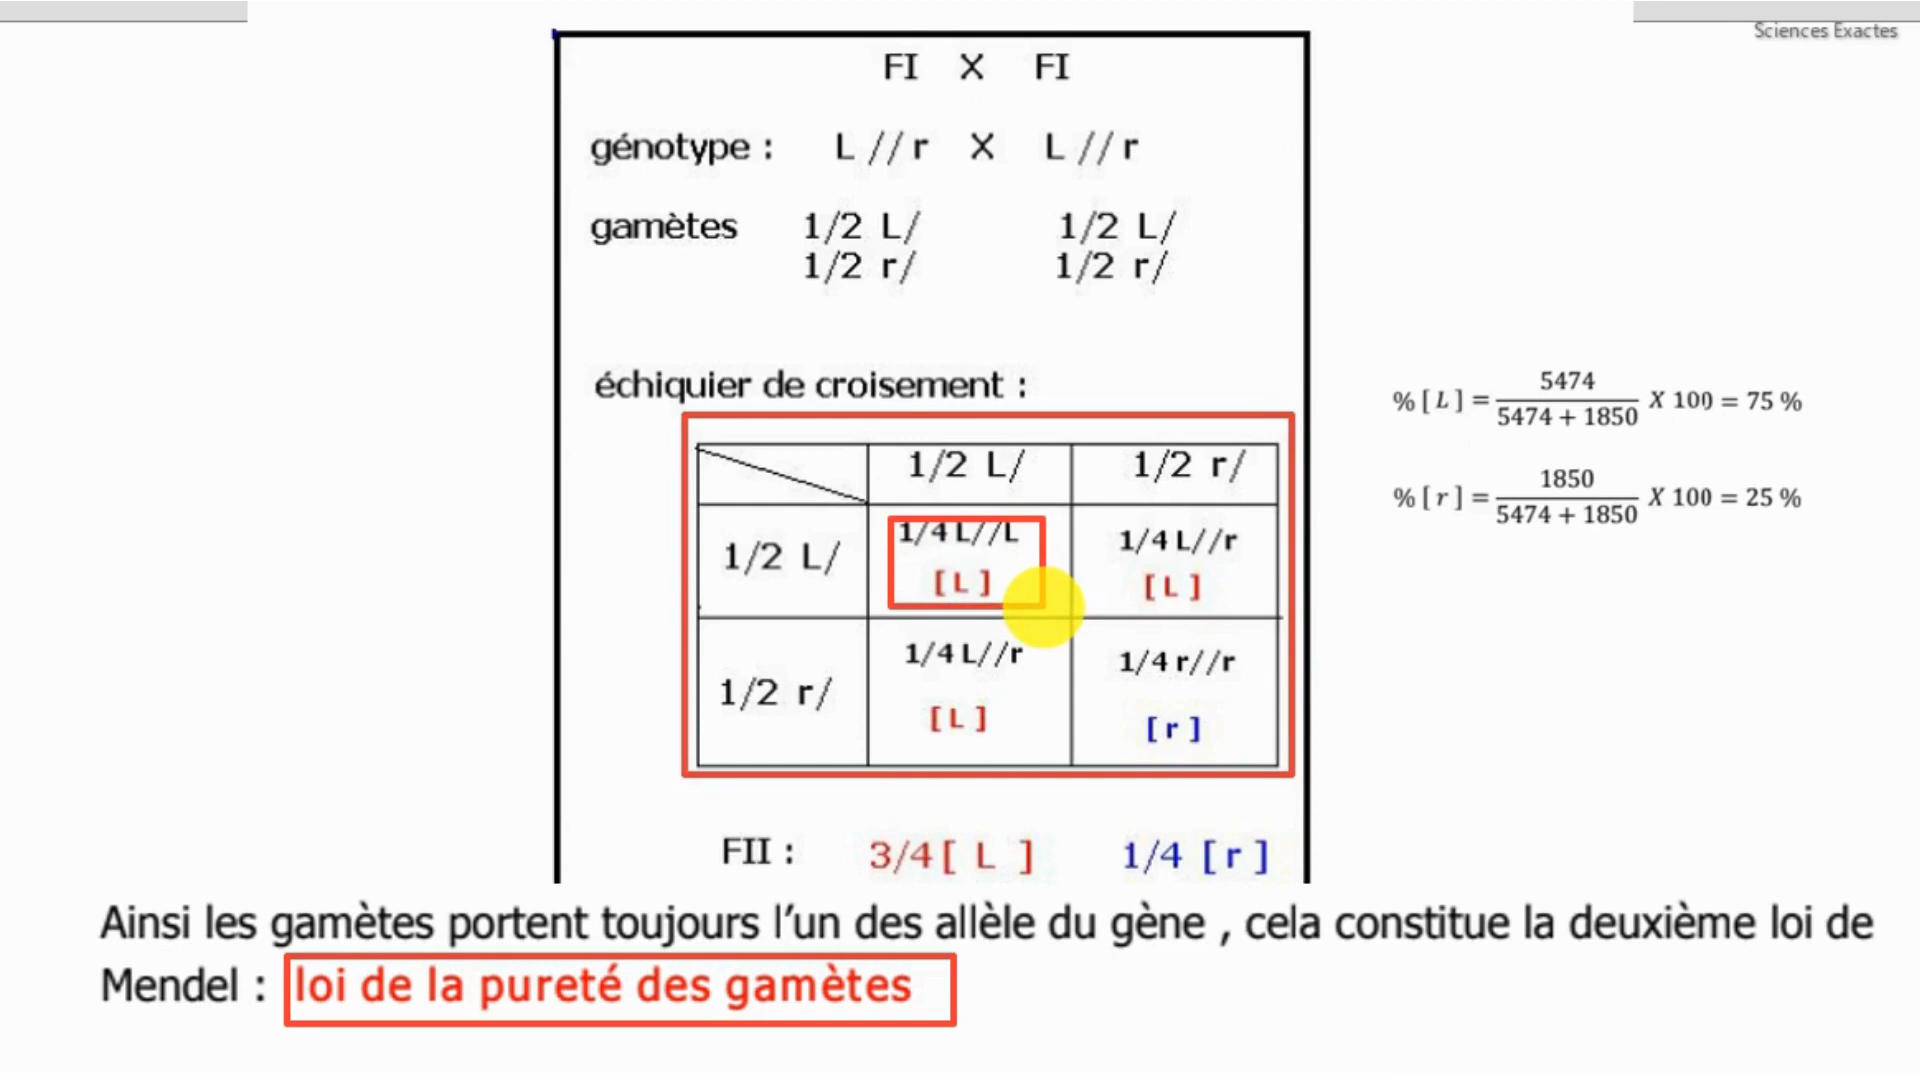 Sciences Exactes
FI X FI
génotype : L // r X L // r
gamètes 1/2 L/ 1/2 L/
1/2 r/ 1/2 r/
échiquier de croisement :
1/2 L/ 1/2 r/
1/2 L/ 1/4 L//L 1/4 L//r
[ L ] [ L ]
1/2 r/ 1/4 L//r 1/4 r//r
[ L ] [ r ]
FII : 3/4 [ L ] 1/4 [ r ]
% [ L ] = 5474 / 5474 + 1850 X 100 = 75 %
% [ r ] = 1850 / 5474 + 1850 X 100 = 25 %
Ainsi les gamètes portent toujours l’un des allèle du gène , cela constitue la deuxième loi de
Mendel : loi de la pureté des gamètes